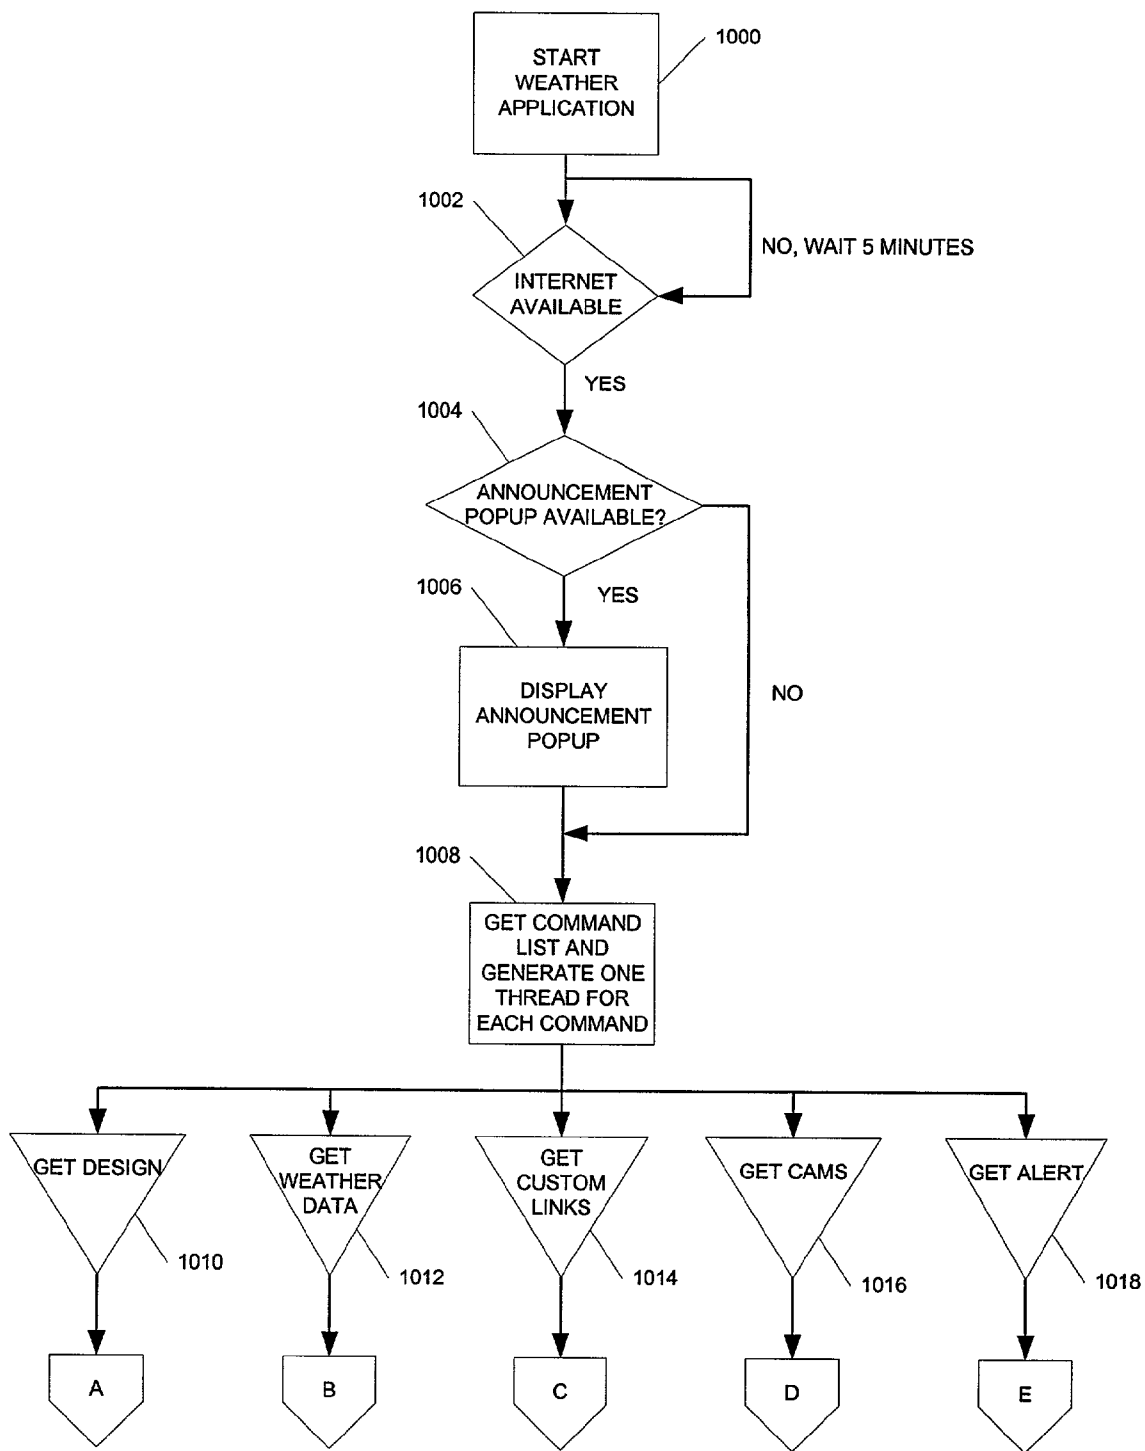 1000
START
WEATHER
APPLICATION
1002
NO, WAIT 5 MINUTES
INTERNET
AVAILABLE
YES
1004
ANNOUNCEMENT
POPUP AVAILABLE?
1006
YES
DISPLAY
ANNOUNCEMENT
POPUP
NO
1008
GET COMMAND
LIST AND
GENERATE ONE
THREAD FOR
EACH COMMAND
GET DESIGN
GET
WEATHER
DATA
GET
CUSTOM
LINKS
GET CAMS
GET ALERT
1010
1012
1014
1016
1018
A
B
C
D
E